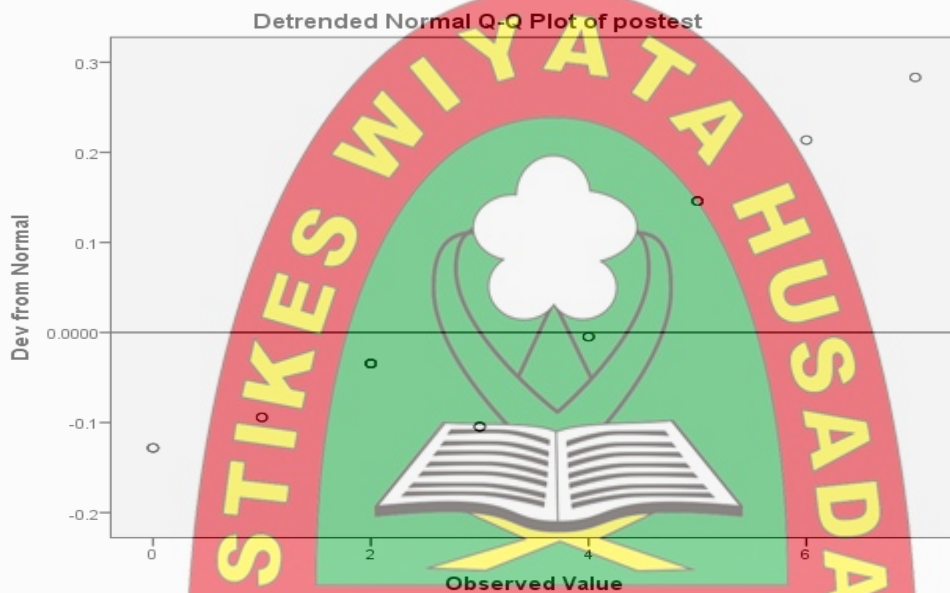 Detrended Normal Q-Q Plot of postest
STIKES WIYATA HUSADA
0.3
0.2
0.1
0.0000
-0.1
-0.2
Dev from Normal
0
2
4
6
Observed Value